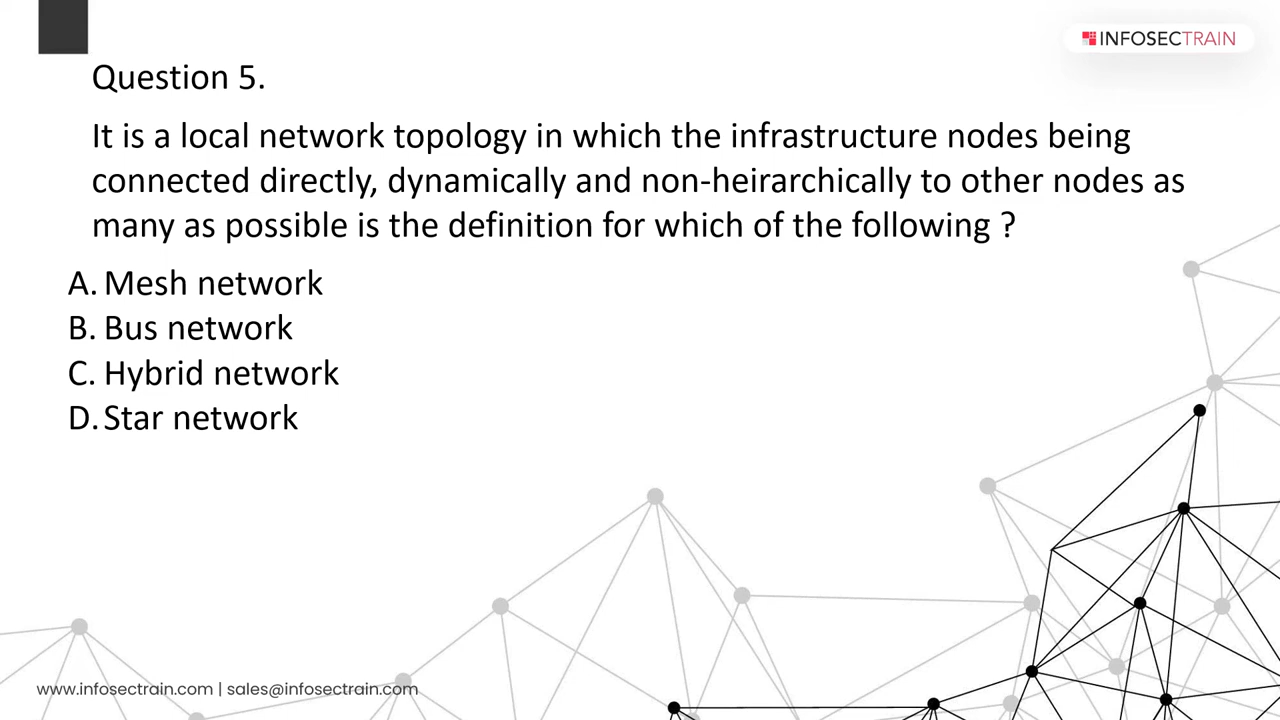 INFOSECTRAIN
Question 5.
It is a local network topology in which the infrastructure nodes being
connected directly, dynamically and non-heirarchically to other nodes as
many as possible is the definition for which of the following ?
A. Mesh network
B. Bus network
C. Hybrid network
D. Star network
www.infosectrain.com | sales@infosectrain.com